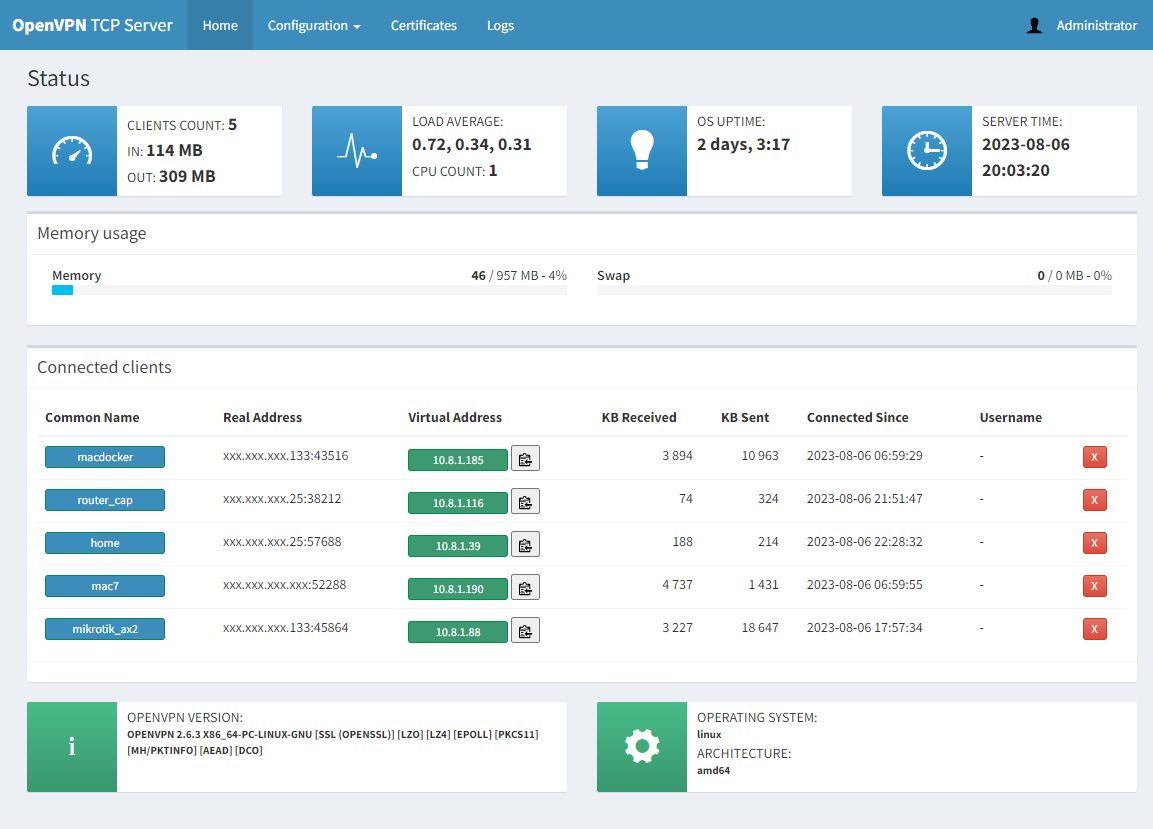 OpenVPN TCP Server Home Configuration Certificates Logs Administrator
Status
CLIENTS COUNT: 5
IN: 114 MB
OUT: 309 MB
LOAD AVERAGE:
0.72, 0.34, 0.31
CPU COUNT: 1
OS UPTIME:
2 days, 3:17
SERVER TIME:
2023-08-06
20:03:20
Memory usage
Memory 46 / 957 MB - 4%
Swap 0 / 0 MB - 0%
Connected clients
Common Name Real Address Virtual Address KB Received KB Sent Connected Since Username
macdocker xxx.xxx.xxx.133:43516 10.8.1.185 3 894 10 963 2023-08-06 06:59:29 - X
router_cap xxx.xxx.xxx.25:38212 10.8.1.116 74 324 2023-08-06 21:51:47 - X
home xxx.xxx.xxx.25:57688 10.8.1.39 188 214 2023-08-06 22:28:32 - X
mac7 xxx.xxx.xxx.xxx:52288 10.8.1.190 4 737 1 431 2023-08-06 06:59:55 - X
mikrotik_ax2 xxx.xxx.xxx.133:45864 10.8.1.88 3 227 18 647 2023-08-06 17:57:34 - X
i
OPENVPN VERSION:
OPENVPN 2.6.3 X86_64-PC-LINUX-GNU [SSL (OPENSSL)] [LZO] [LZ4] [EPOLL] [PKCS11]
[MH/PKTINFO] [AEAD] [DCO]
OPERATING SYSTEM:
linux
ARCHITECTURE:
amd64